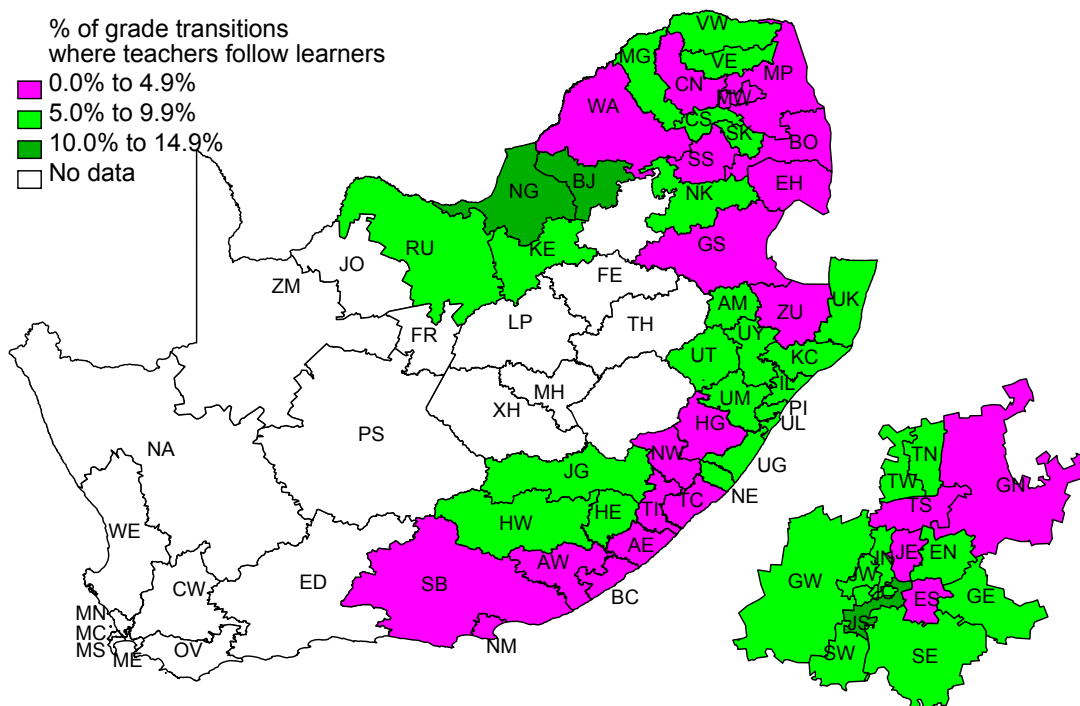 % of grade transitions
where teachers follow learners
0.0% to 4.9%
5.0% to 9.9%
10.0% to 14.9%
No data
VW
MG
VE
CN
MP
MW
WA
CS
SK
BO
SS
EH
NG
BJ
NK
RU
KE
GS
JO
ZM
FE
AM
ZU
UK
LP
TH
FR
UY
UT
KC
MH
IL
UM
PI
XH
UL
HG
PS
NA
NW
JG
UG
NE
TC
TI
HE
HW
WE
AE
AW
ED
SB
BC
CW
MN
MC
MS
ME
OV
NM
TN
TW
GN
TS
JN
JE
EN
GW
JW
JC
ES
GE
JS
SW
SE